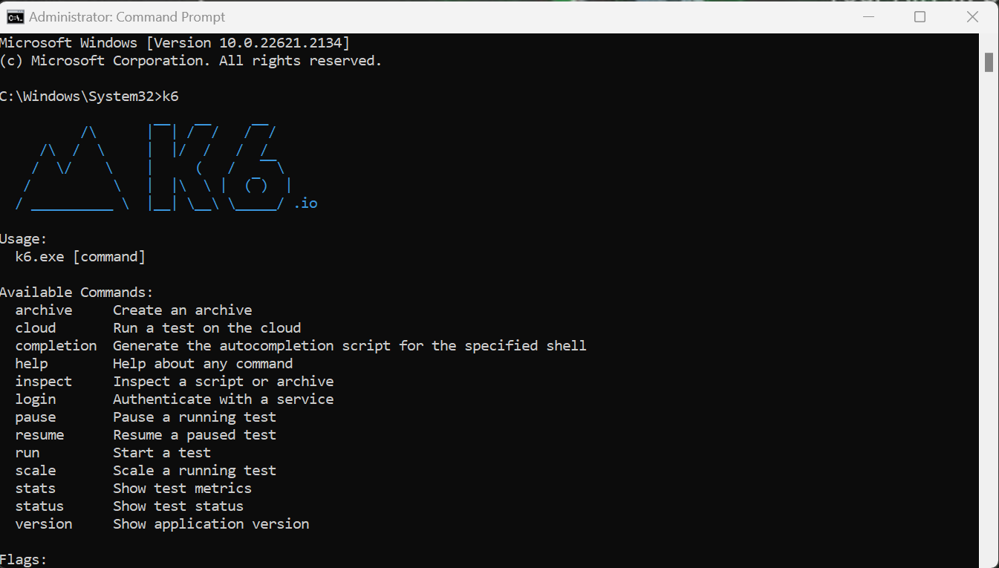 Administrator: Command Prompt
Microsoft Windows [Version 10.0.22621.2134]
(c) Microsoft Corporation. All rights reserved.
C:\Windows\System32>k6
K6 .io
Usage:
k6.exe [command]
Available Commands:
archive Create an archive
cloud Run a test on the cloud
completion Generate the autocompletion script for the specified shell
help Help about any command
inspect Inspect a script or archive
login Authenticate with a service
pause Pause a running test
resume Resume a paused test
run Start a test
scale Scale a running test
stats Show test metrics
status Show test status
version Show application version
Flags: